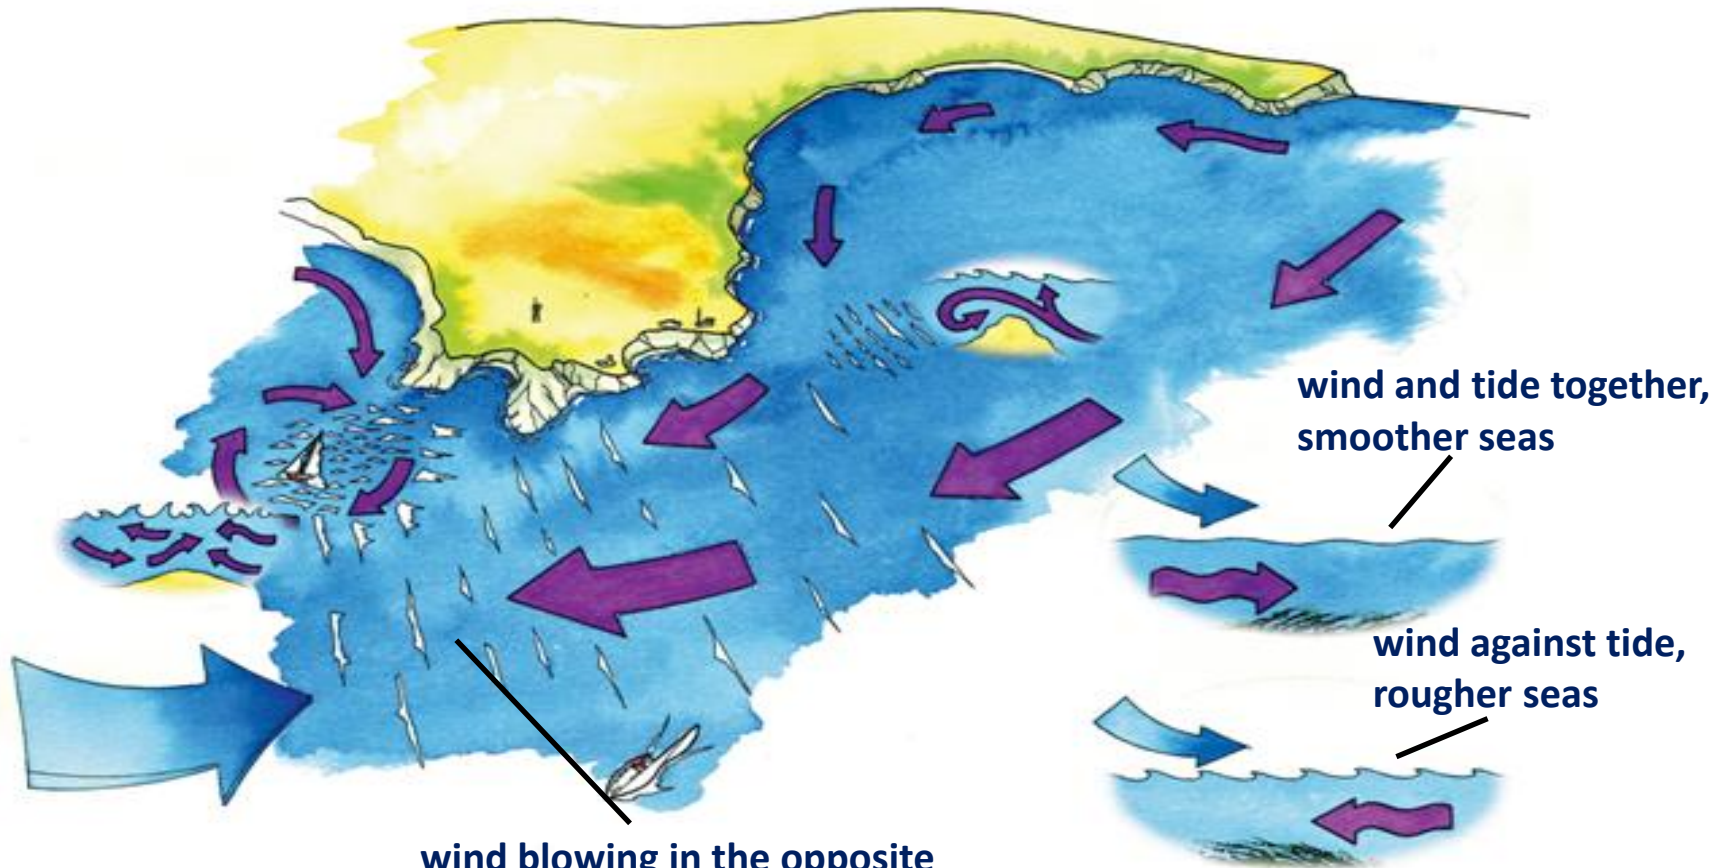 wind and tide together,
smoother seas
wind against tide,
rougher seas
wind blowing in the opposite